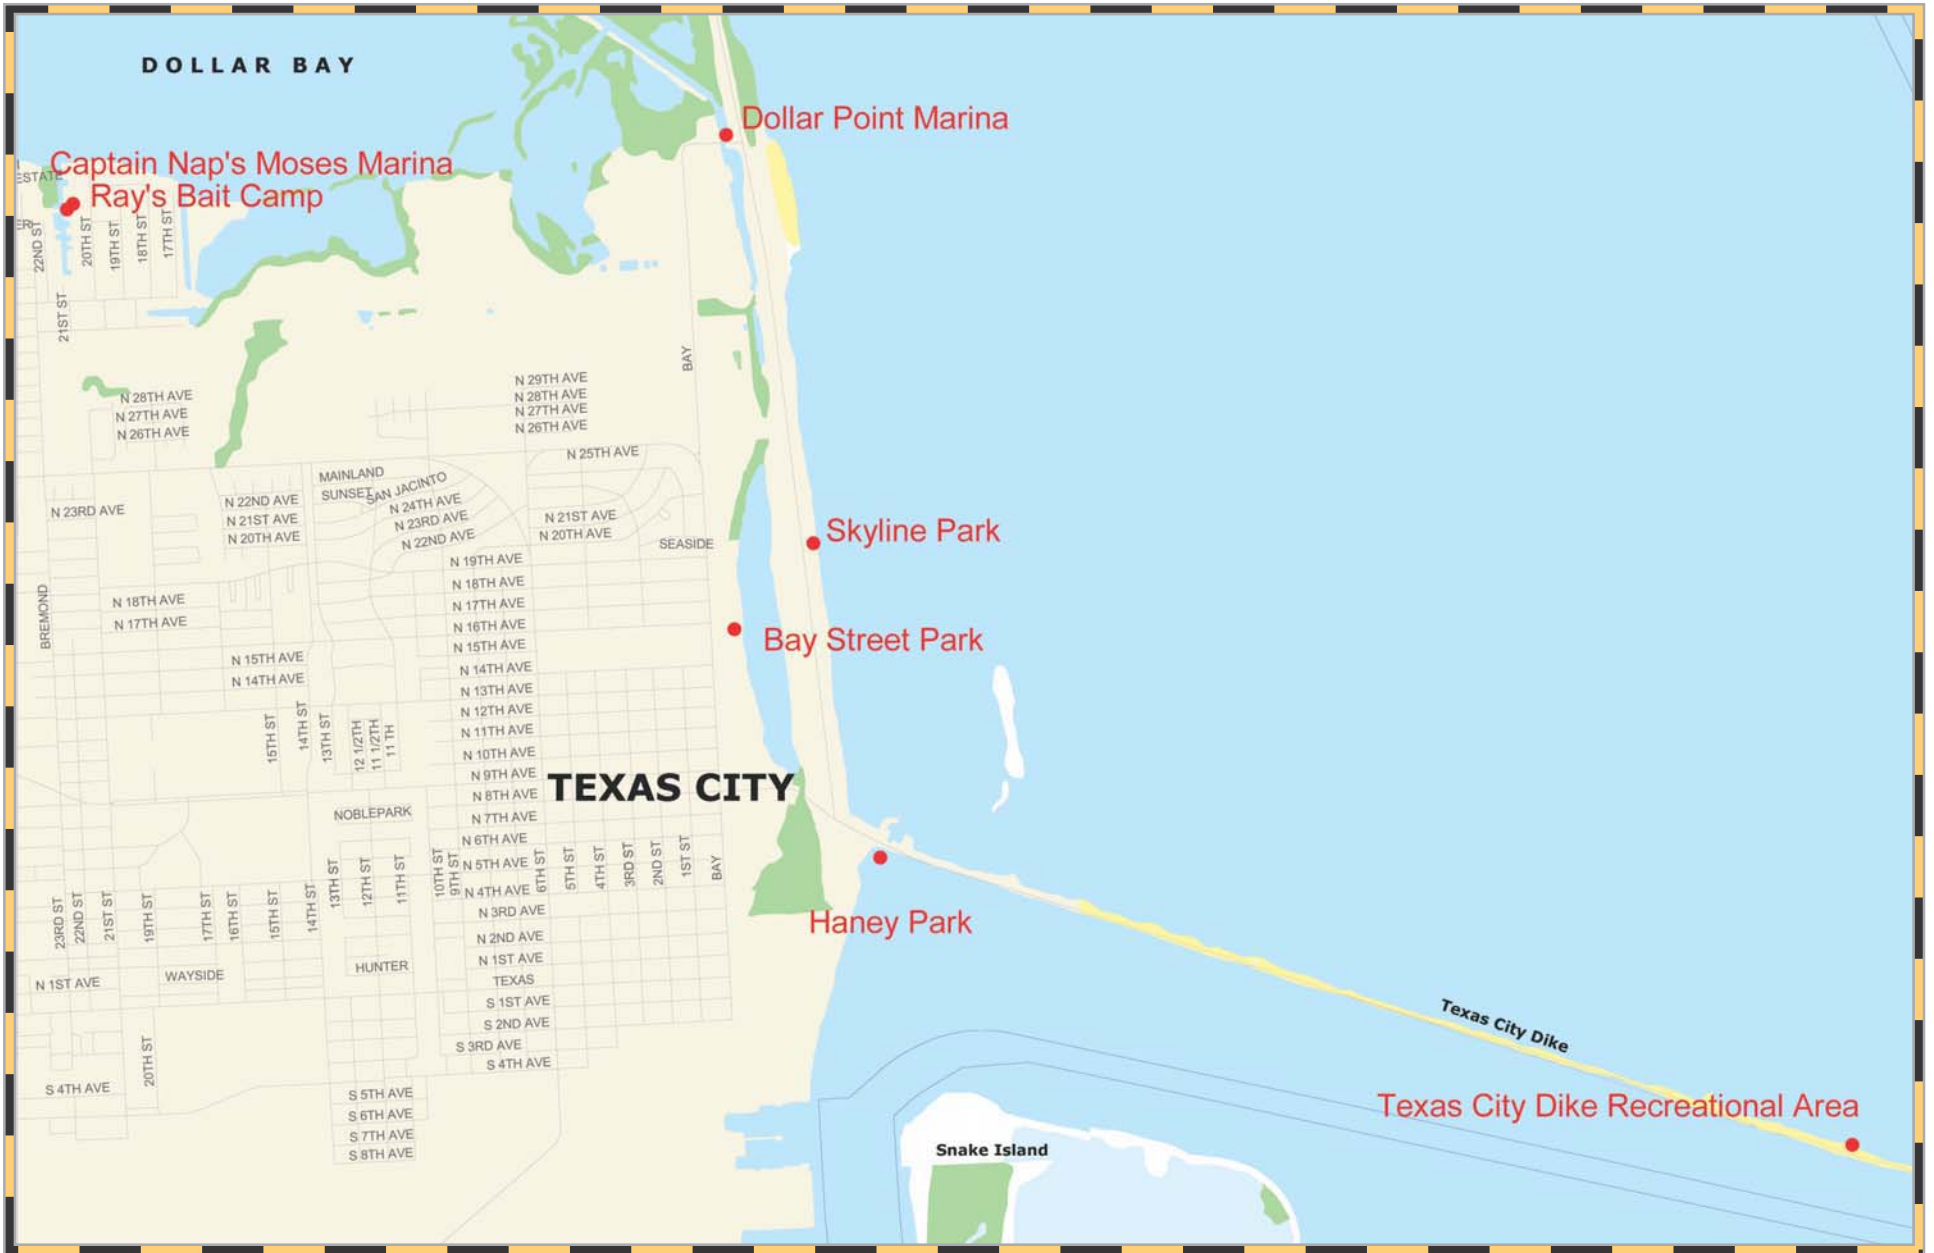 DOLLAR BAY
Dollar Point Marina
Captain Nap's Moses Marina
ESTATE
Ray's Bait Camp
22ND ST
20TH ST
19TH ST
18TH ST
17TH ST
21ST ST
BAY
N 29TH AVE
N 28TH AVE
N 27TH AVE
N 26TH AVE
N 28TH AVE
N 27TH AVE
N 26TH AVE
N 25TH AVE
MAINLAND
SUNSET
SAN JACINTO
N 24TH AVE
N 23RD AVE
N 22ND AVE
N 22ND AVE
N 21ST AVE
N 20TH AVE
N 23RD AVE
N 21ST AVE
N 20TH AVE
SEASIDE
Skyline Park
N 19TH AVE
N 18TH AVE
N 17TH AVE
N 16TH AVE
N 15TH AVE
N 14TH AVE
N 13TH AVE
N 12TH AVE
N 11TH AVE
N 10TH AVE
N 9TH AVE
N 8TH AVE
N 7TH AVE
N 6TH AVE
N 5TH AVE
N 4TH AVE
N 3RD AVE
N 2ND AVE
N 1ST AVE
TEXAS
S 1ST AVE
S 2ND AVE
S 3RD AVE
S 4TH AVE
BREMOND
N 18TH AVE
N 17TH AVE
N 15TH AVE
N 14TH AVE
Bay Street Park
15TH ST
14TH ST
13TH ST
12 1/2TH
11 1/2TH
11 TH
TEXAS CITY
NOBLEPARK
13TH ST
12TH ST
11TH ST
10TH ST
9TH ST
6TH ST
5TH ST
4TH ST
3RD ST
2ND ST
1ST ST
BAY
Haney Park
23RD ST
22ND ST
21ST ST
19TH ST
17TH ST
16TH ST
15TH ST
14TH ST
N 1ST AVE
WAYSIDE
HUNTER
20TH ST
S 4TH AVE
S 5TH AVE
S 6TH AVE
S 7TH AVE
S 8TH AVE
Texas City Dike
Texas City Dike Recreational Area
Snake Island